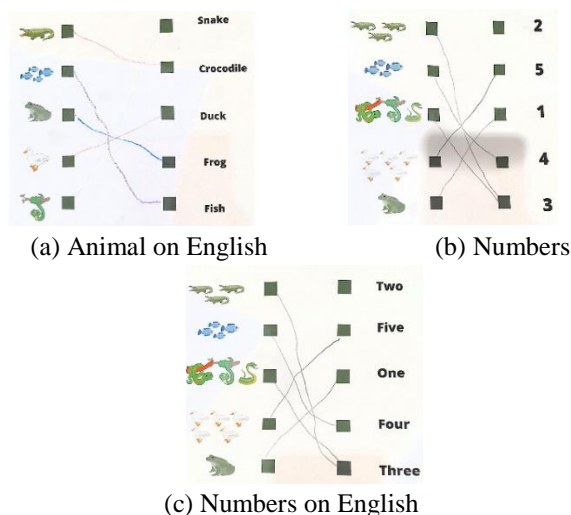 Snake
Crocodile
Duck
Frog
Fish
2
5
1
4
3
(a) Animal on English
(b) Numbers
Two
Five
One
Four
Three
(c) Numbers on English